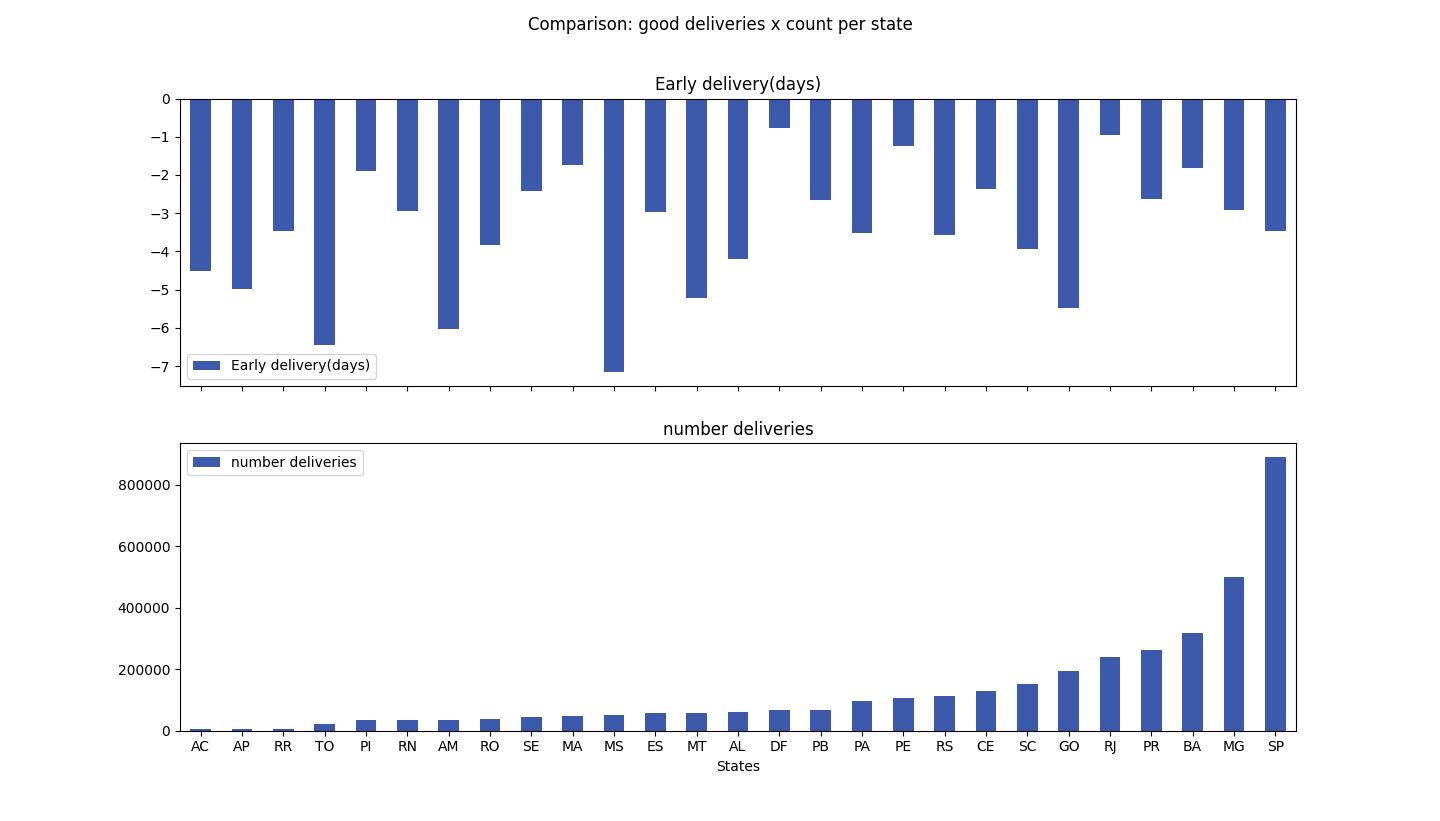 Comparison: good deliveries x count per state
Early delivery(days)
0
−1
−2
−3
−4
−5
−6
−7
Early delivery(days)
number deliveries
number deliveries
800000
600000
400000
200000
0
AC AP RR TO PI RN AM RO SE MA MS ES MT AL DF PB PA PE RS CE SC GO RJ PR BA MG SP
States